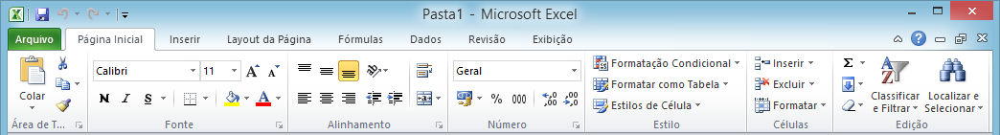 Pasta1 - Microsoft Excel
Arquivo Página Inicial Inserir Layout da Página Fórmulas Dados Revisão Exibição
Calibri 11 A A Geral Formatação Condicional Inserir Σ
Formatar como Tabela Excluir
Colar N I S A % 000 Estilos de Célula Formatar Classificar e Filtrar Localizar e Selecionar
Área de T... Fonte Alinhamento Número Estilo Células Edição